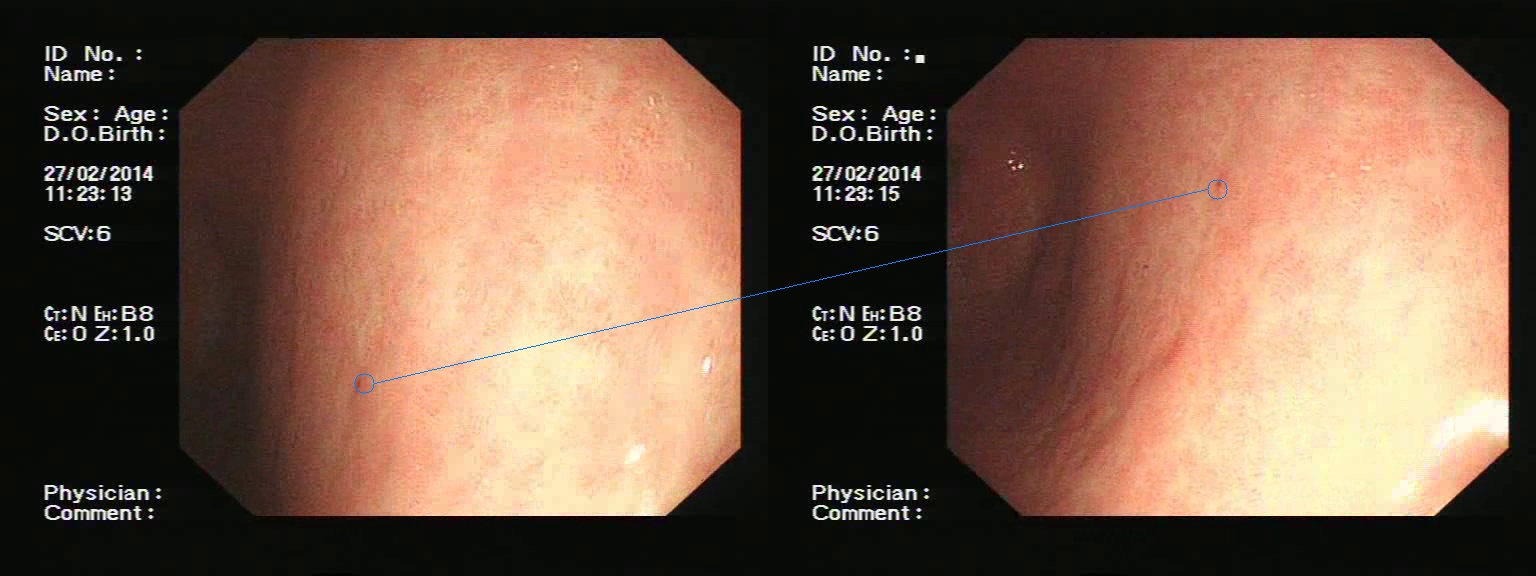 ID No. :
Name:
Sex: Age:
D.O.Birth:
27/02/2014
11:23:13
SCV:6
CT:N EH:B8
CE:0 Z:1.0
Physician:
Comment:
ID No. :
Name:
Sex: Age:
D.O.Birth:
27/02/2014
11:23:15
SCV:6
CT:N EH:B8
CE:0 Z:1.0
Physician:
Comment: